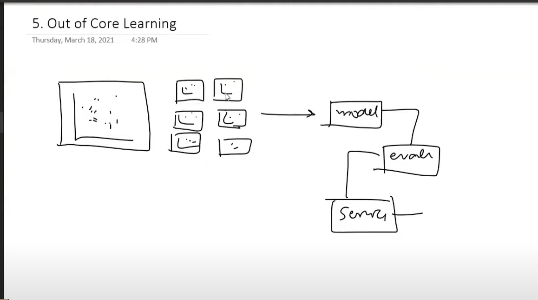 5. Out of Core Learning
Thursday, March 18, 2021 4:28 PM
model